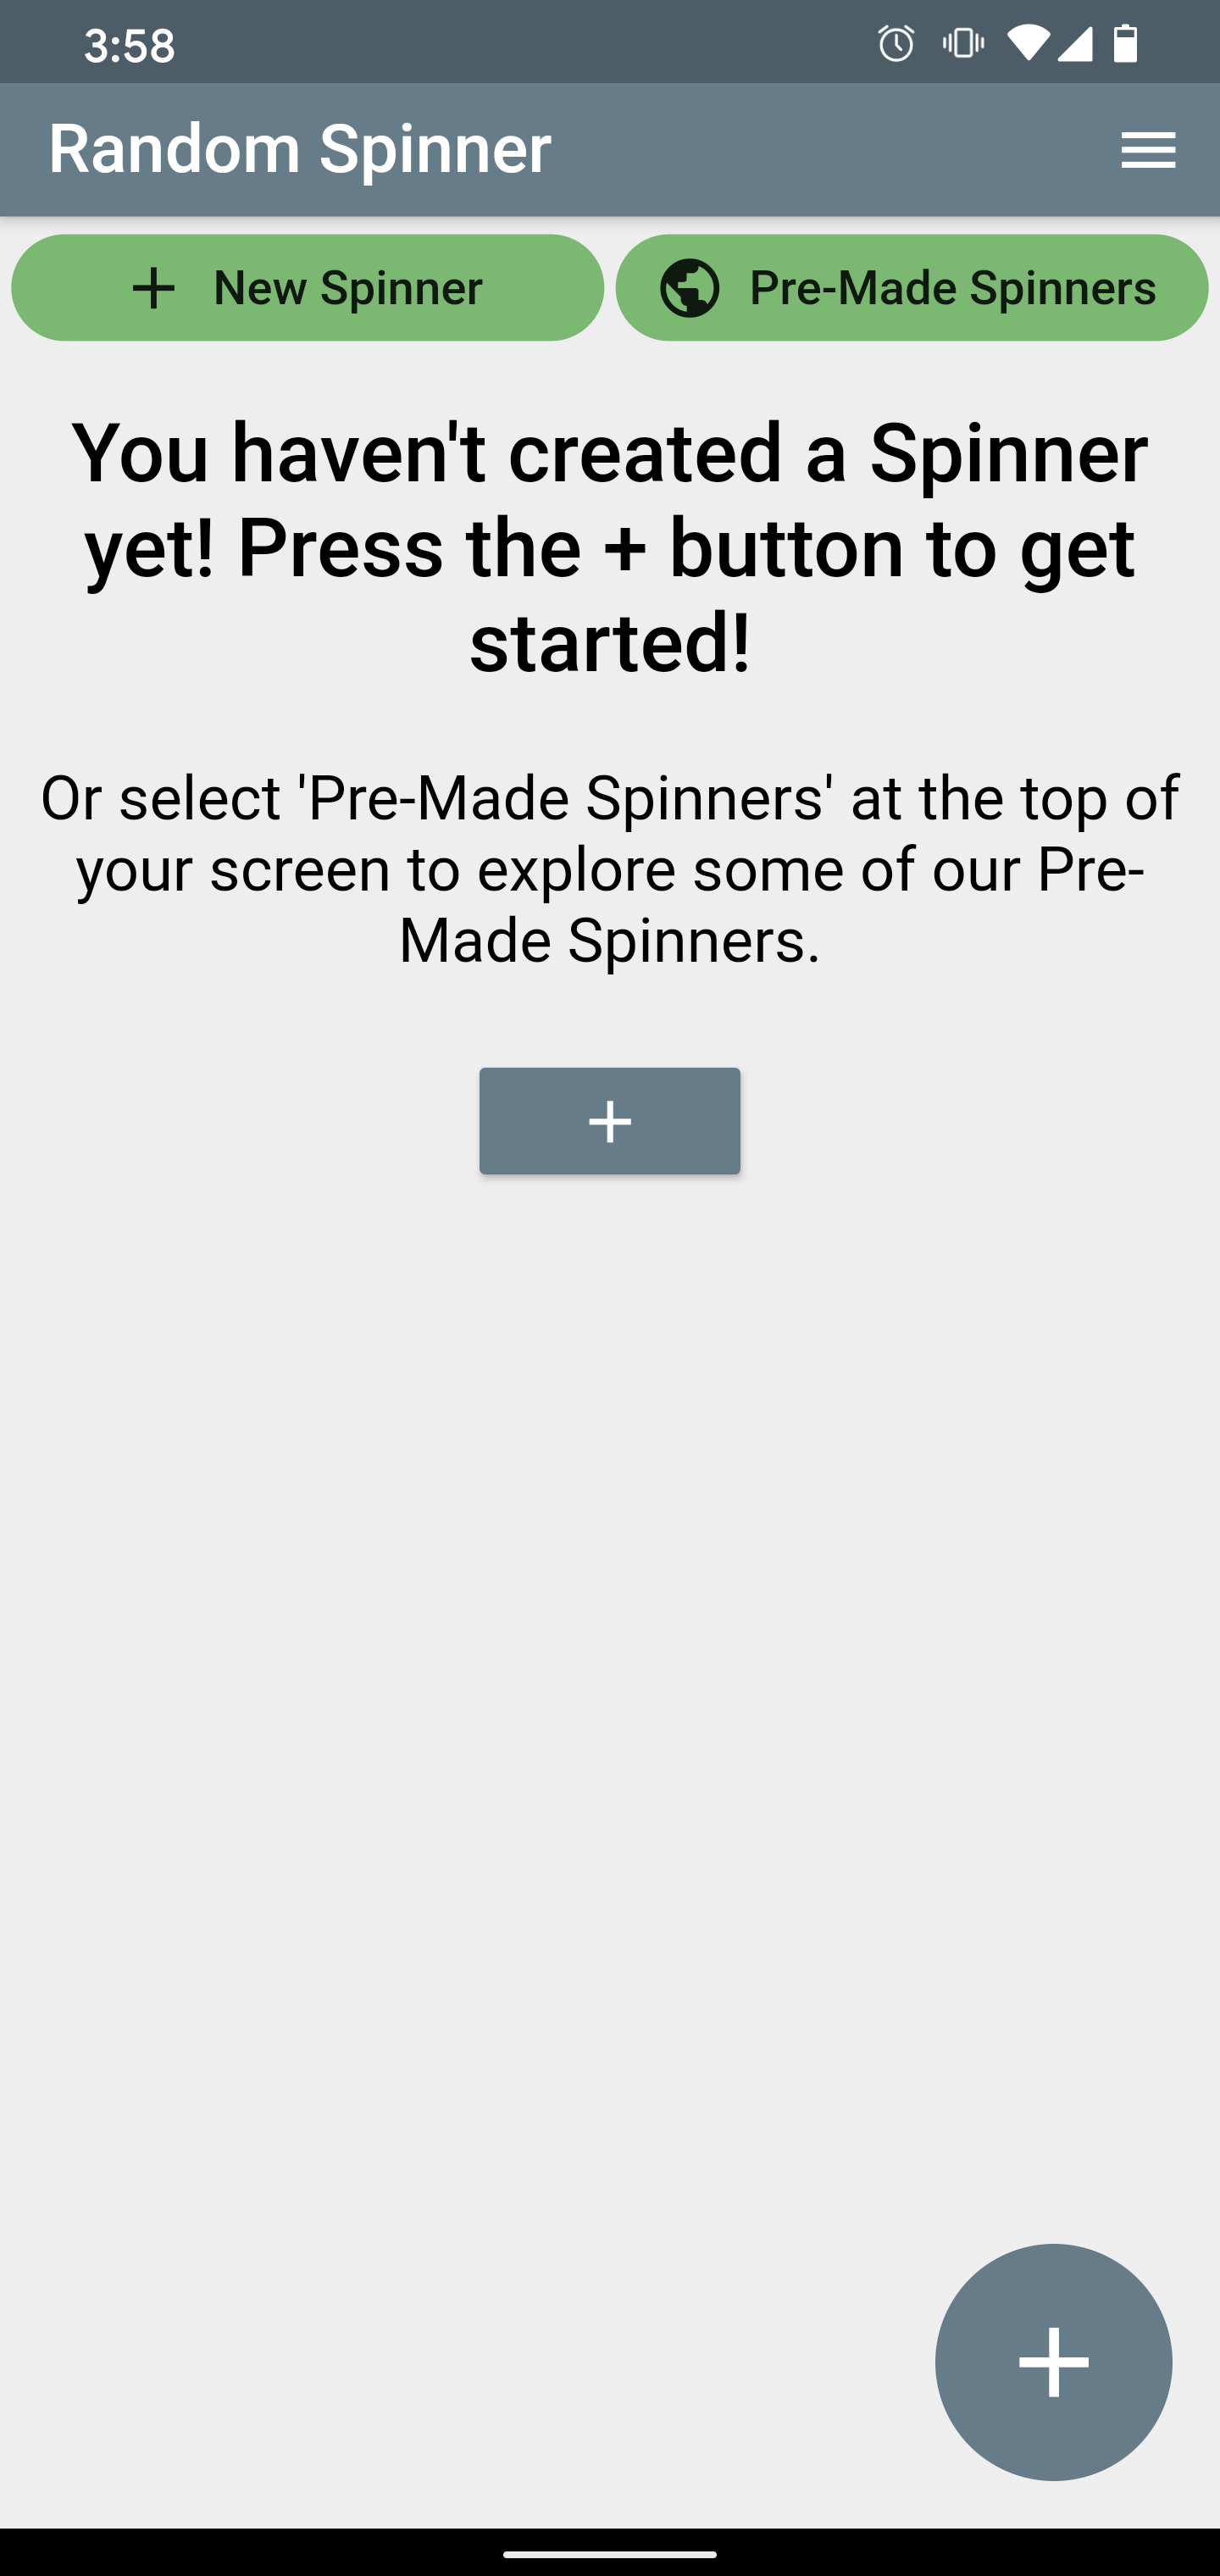 3:58
Random Spinner
New Spinner
Pre-Made Spinners
You haven't created a Spinner
yet! Press the + button to get
started!
Or select 'Pre-Made Spinners' at the top of
your screen to explore some of our Pre-
Made Spinners.